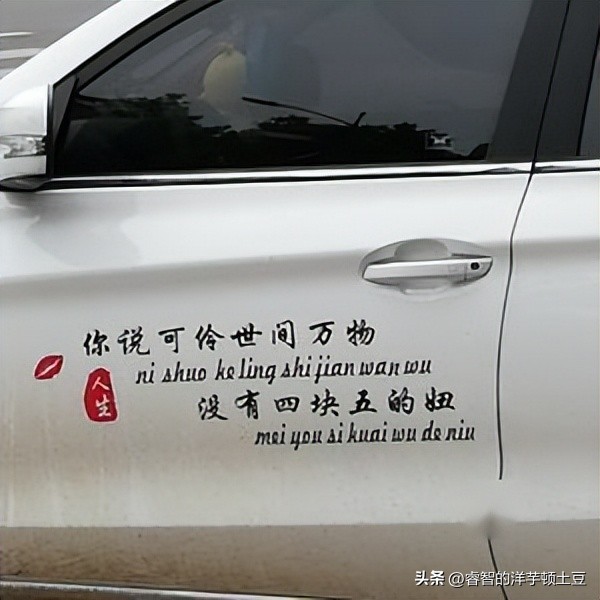 你说可伶世间万物
ni shuo ke ling shi jian wan wu
人生
没有四块五的妞
mei you si kuai wu de niu
头条 @睿智的洋芋顿土豆